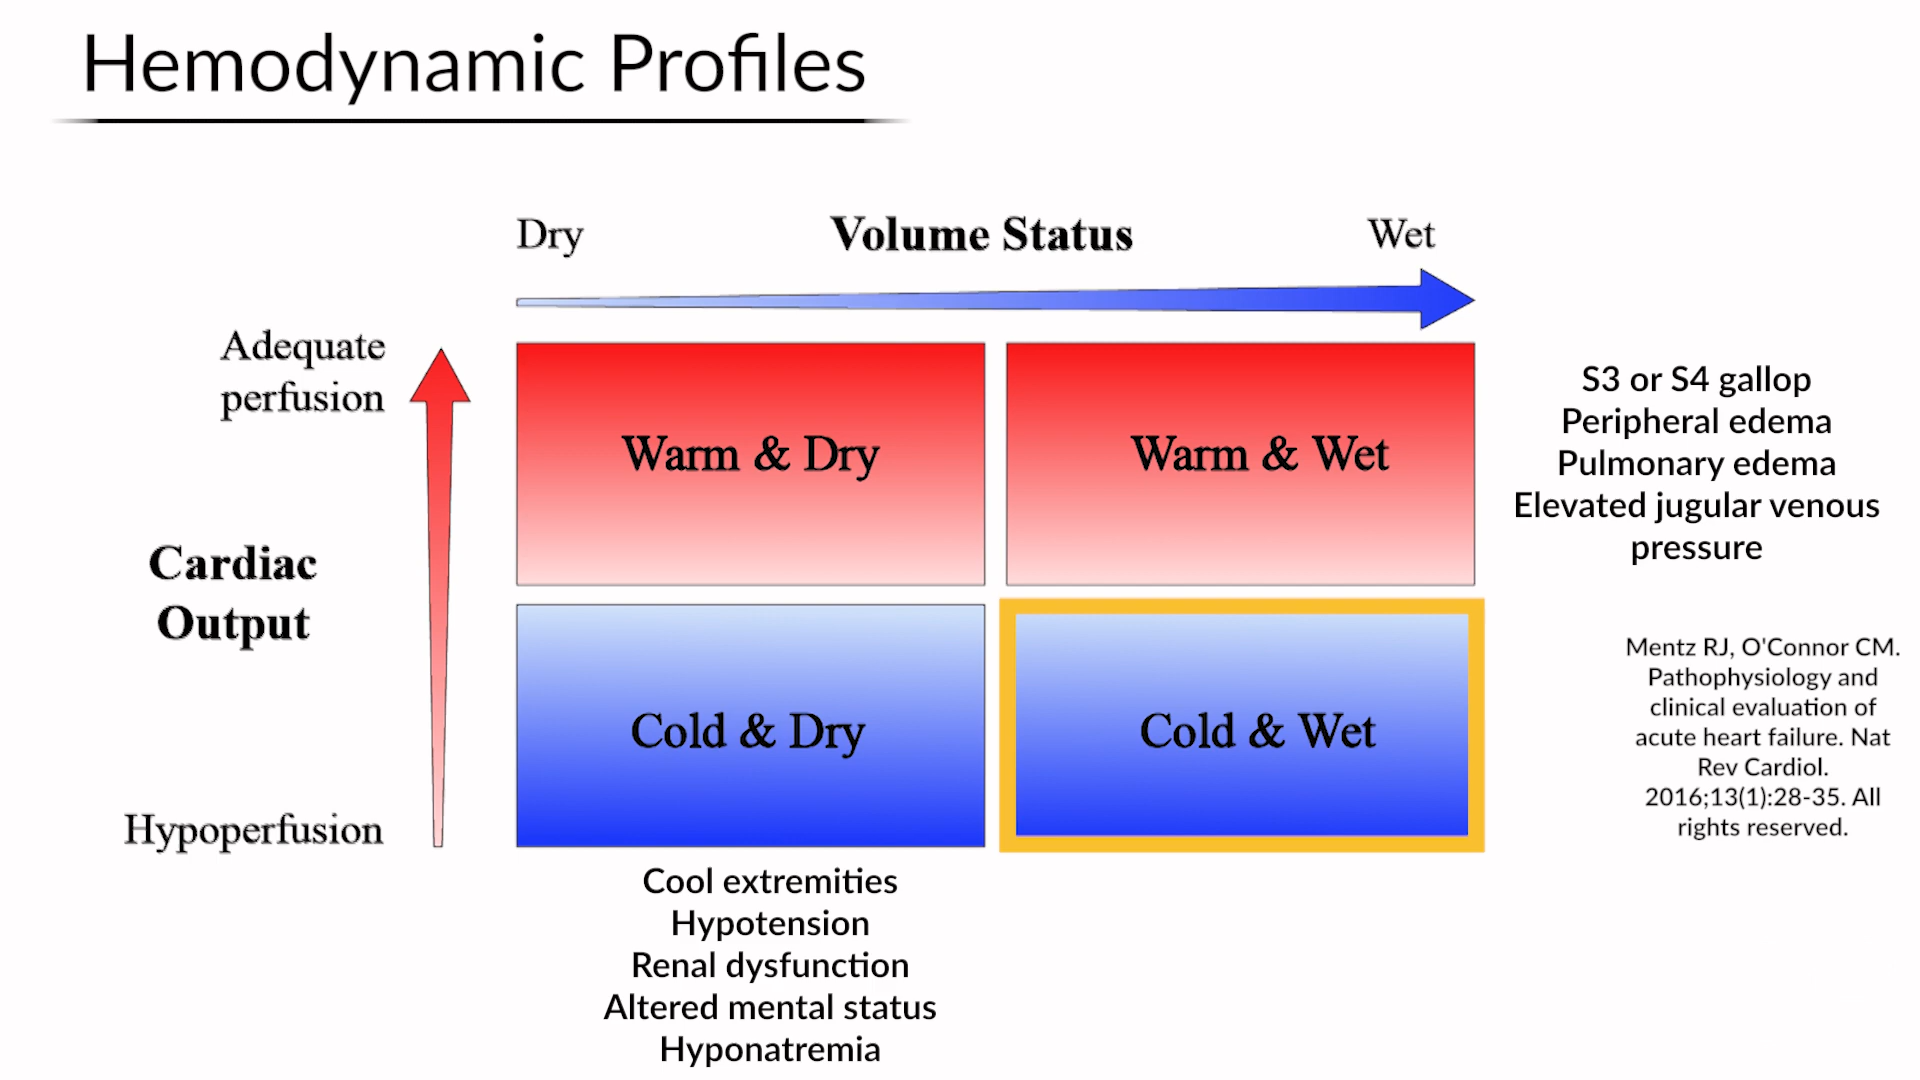 Hemodynamic Profiles
Dry
Volume Status
Wet
Adequate
perfusion
Cardiac
Output
Hypoperfusion
Warm & Dry
Warm & Wet
Cold & Dry
Cold & Wet
S3 or S4 gallop
Peripheral edema
Pulmonary edema
Elevated jugular venous
pressure
Mentz RJ, O'Connor CM.
Pathophysiology and
clinical evaluation of
acute heart failure. Nat
Rev Cardiol.
2016;13(1):28-35. All
rights reserved.
Cool extremities
Hypotension
Renal dysfunction
Altered mental status
Hyponatremia